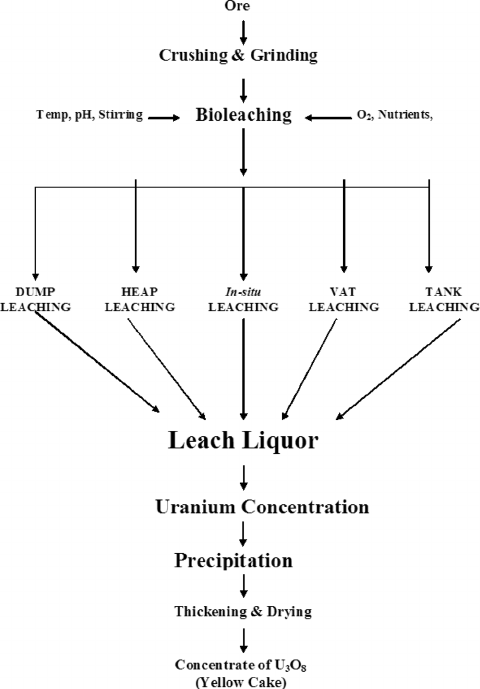 Ore
Crushing & Grinding
Temp, pH, Stirring
Bioleaching
O₂, Nutrients,
DUMP
LEACHING
HEAP
LEACHING
In-situ
LEACHING
VAT
LEACHING
TANK
LEACHING
Leach Liquor
Uranium Concentration
Precipitation
Thickening & Drying
Concentrate of U₃O₈
(Yellow Cake)